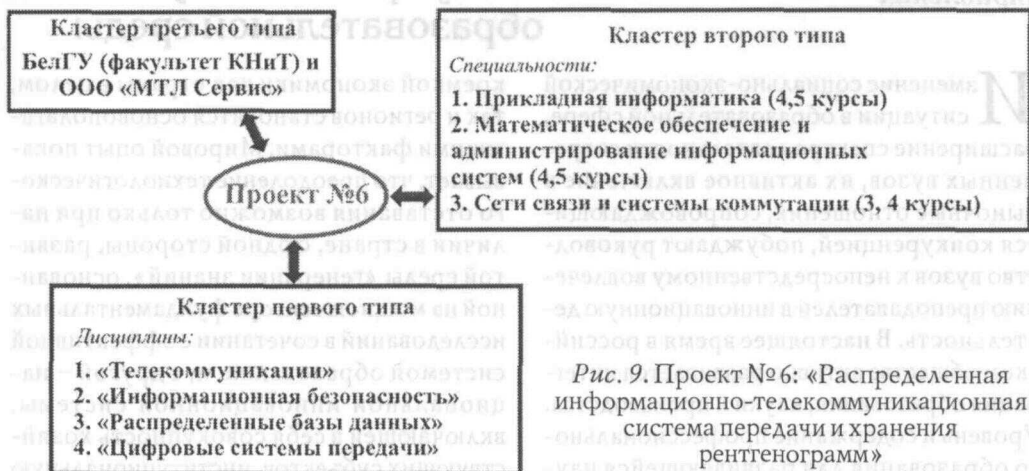 Кластер третьего типа
БелГУ (факультет КНиТ) и
ООО «МТЛ Сервис»
Кластер второго типа
Специальности:
1. Прикладная информатика (4,5 курсы)
2. Математическое обеспечение и
администрирование информационных
систем (4,5 курсы)
3. Сети связи и системы коммутации (3, 4 курсы)
Проект №6
Кластер первого типа
Дисциплины:
1. «Телекоммуникации»
2. «Информационная безопасность»
3. «Распределенные базы данных»
4. «Цифровые системы передачи»
Рис. 9. Проект № 6: «Распределенная
информационно-телекоммуникационная
система передачи и хранения
рентгенограмм»